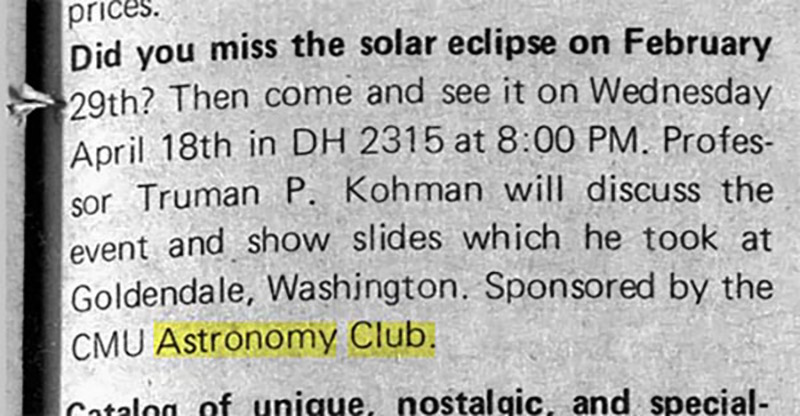 prices.
Did you miss the solar eclipse on February
29th? Then come and see it on Wednesday
April 18th in DH 2315 at 8:00 PM. Profes-
sor Truman P. Kohman will discuss the
event and show slides which he took at
Goldendale, Washington. Sponsored by the
CMU Astronomy Club.
Catalog of unique, nostalgic, and special-